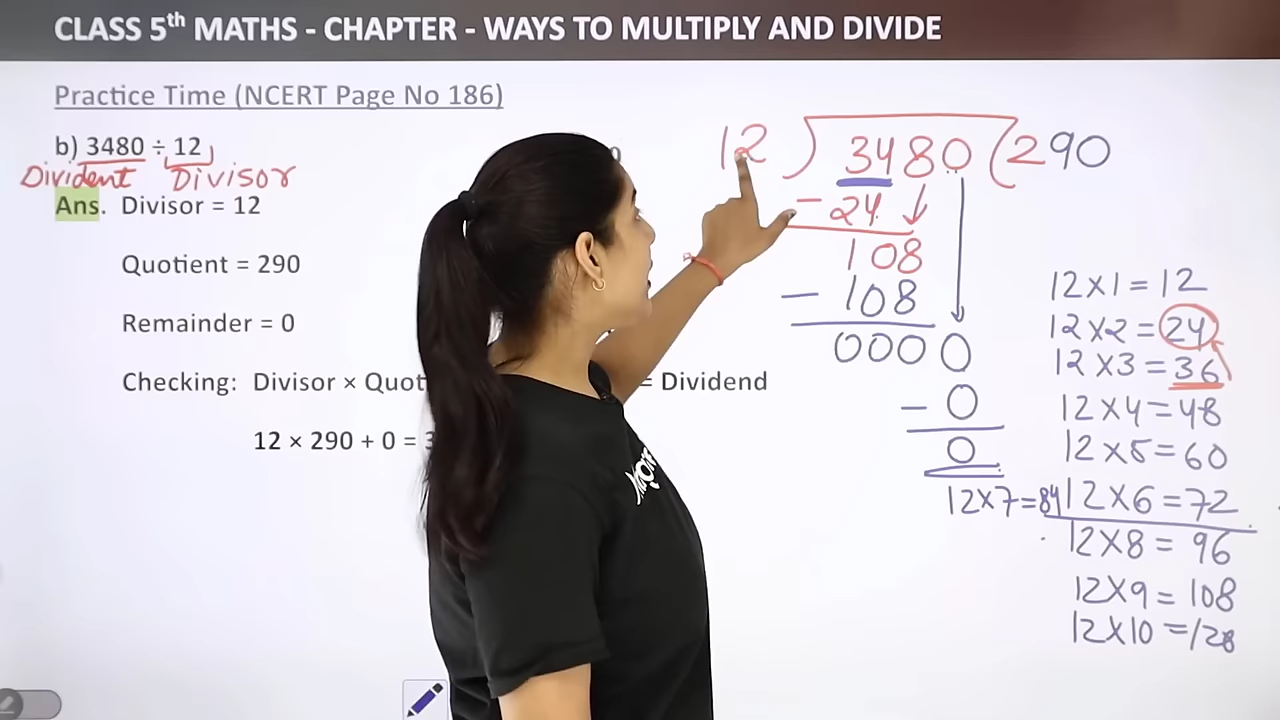 CLASS 5th MATHS - CHAPTER - WAYS TO MULTIPLY AND DIVIDE
Practice Time (NCERT Page No 186)
b) 3480 ÷ 12
Divident Divisor
Ans. Divisor = 12
Quotient = 290
Remainder = 0
Checking: Divisor × Quot = Dividend
12 × 290 + 0 = 3
12 ) 3480 ( 290
- 24
108
- 108
0000
- 0
0
12×1=12
12×2=24
12×3=36
12×4=48
12×5=60
12×7=84 12×6=72
12×8=96
12×9=108